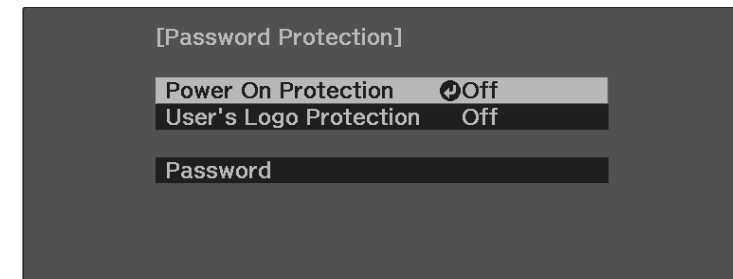 [Password Protection]
Power On Protection Off
User's Logo Protection Off
Password